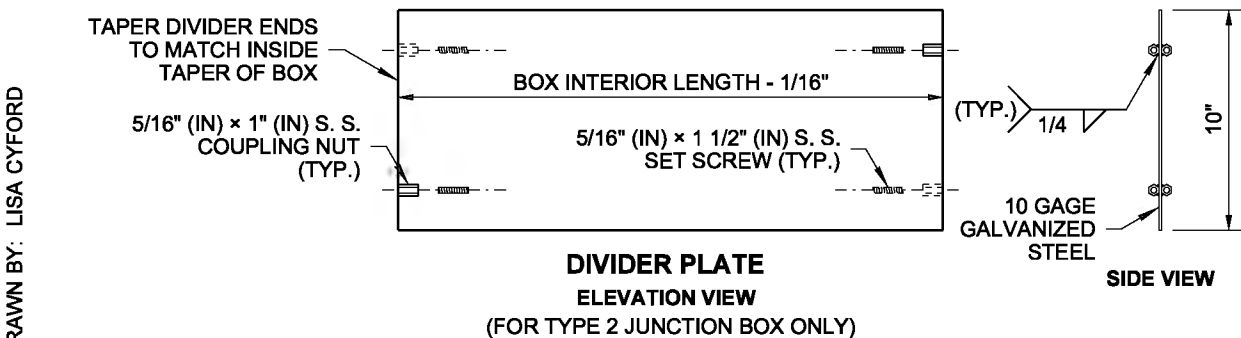 TAPER DIVIDER ENDS
TO MATCH INSIDE
TAPER OF BOX
BOX INTERIOR LENGTH - 1/16"
5/16" (IN) × 1" (IN) S. S.
COUPLING NUT
(TYP.)
5/16" (IN) × 1 1/2" (IN) S. S.
SET SCREW (TYP.)
(TYP.)
1/4
10"
10 GAGE
GALVANIZED
STEEL
SIDE VIEW
DIVIDER PLATE
ELEVATION VIEW
(FOR TYPE 2 JUNCTION BOX ONLY)
RAWN BY: LISA CYFORD